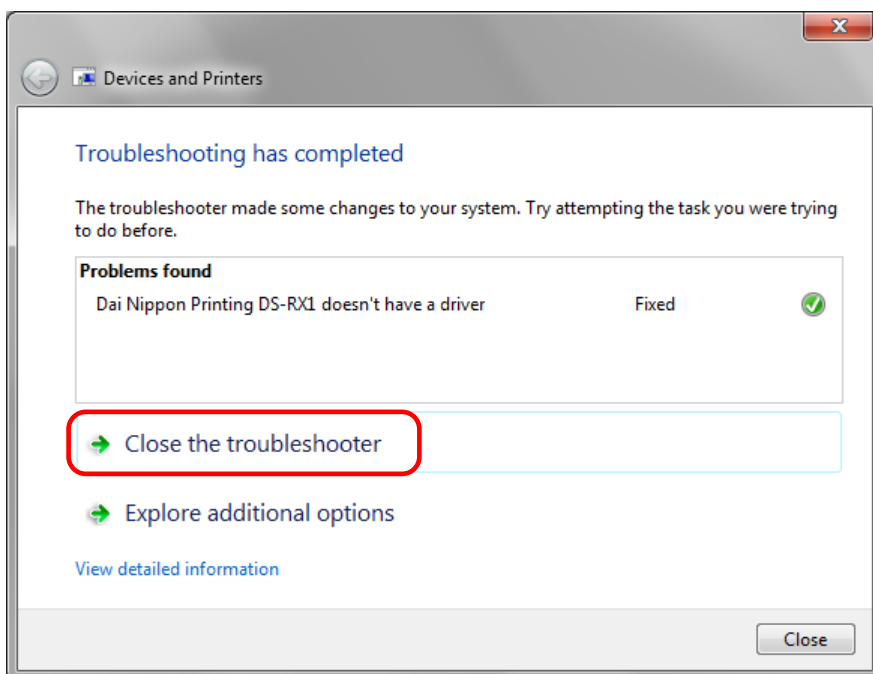 Devices and Printers
Troubleshooting has completed
The troubleshooter made some changes to your system. Try attempting the task you were trying
to do before.
Problems found
Dai Nippon Printing DS-RX1 doesn't have a driver Fixed
Close the troubleshooter
Explore additional options
View detailed information
Close